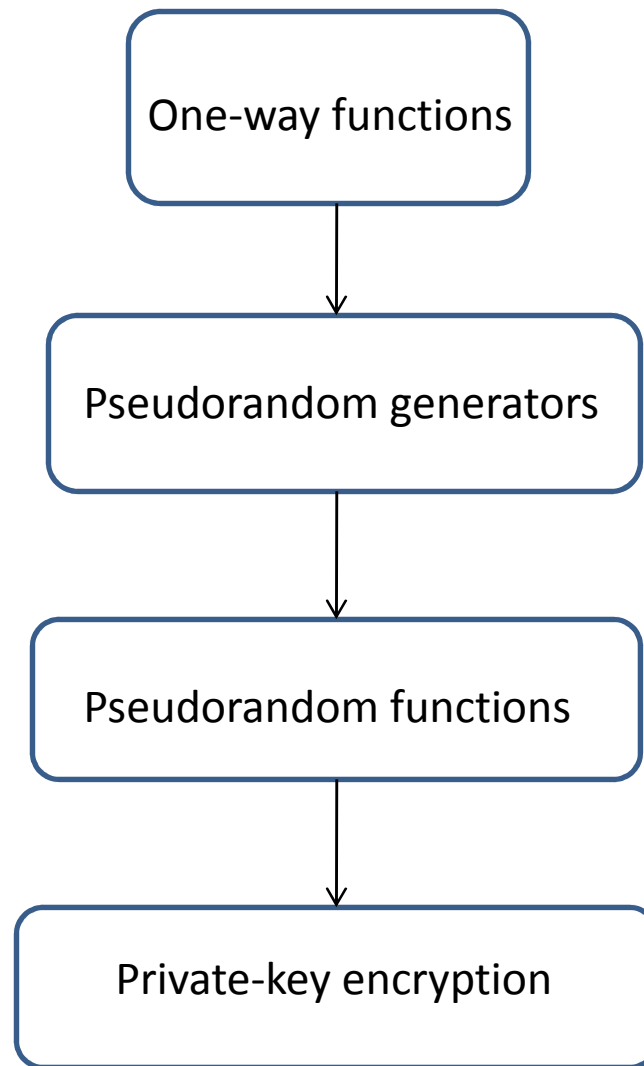 One-way functions
Pseudorandom generators
Pseudorandom functions
Private-key encryption